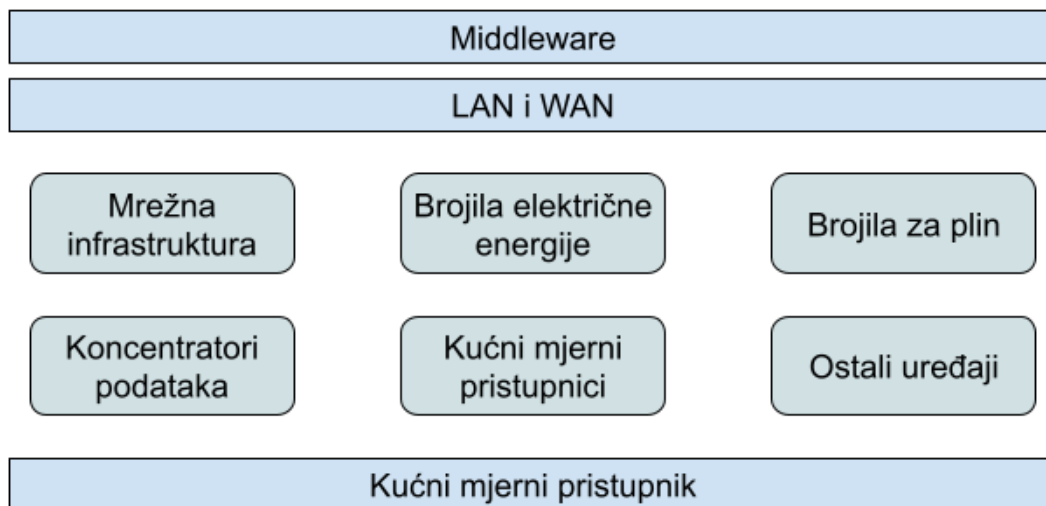 Middleware
LAN i WAN
Mrežna
infrastruktura
Brojila električne
energije
Brojila za plin
Koncentratori
podataka
Kućni mjerni
pristupnici
Ostali uređaji
Kućni mjerni pristupnik